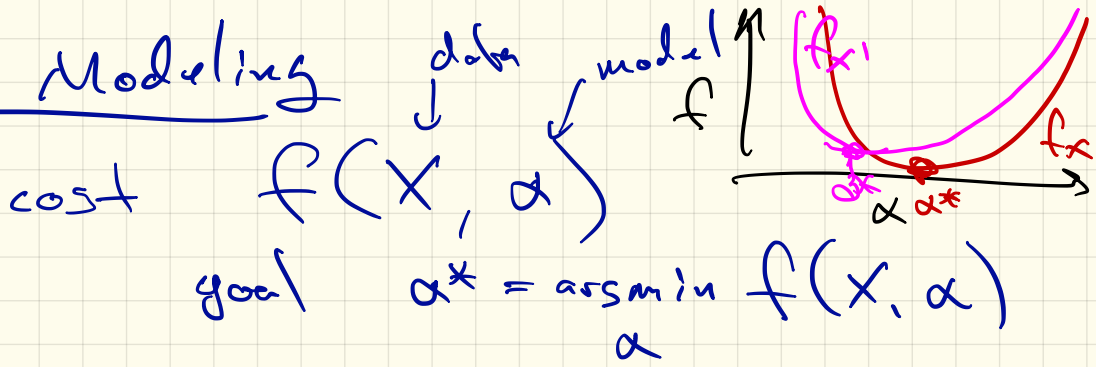 Modeling
data model
cost f(X, α)
goal α* = argmin f(X, α)
α
f
f_X'
f_X
α
α*